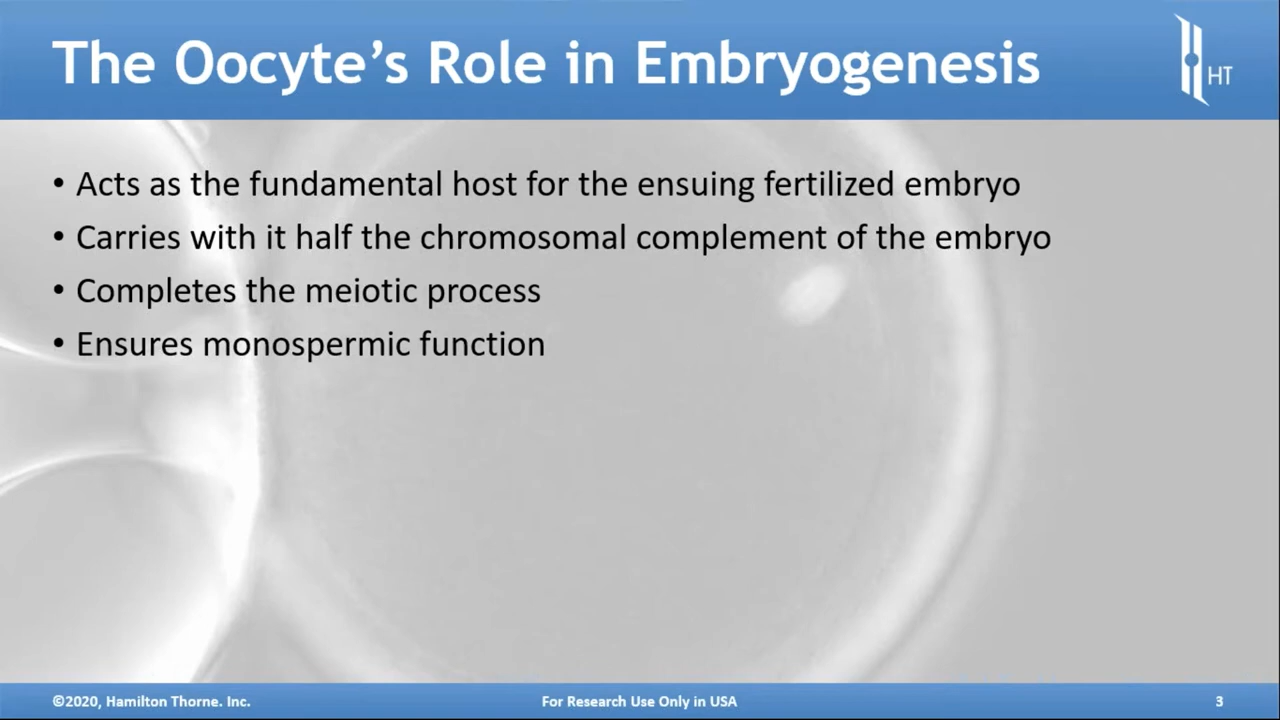 The Oocyte’s Role in Embryogenesis
HT
• Acts as the fundamental host for the ensuing fertilized embryo
• Carries with it half the chromosomal complement of the embryo
• Completes the meiotic process
• Ensures monospermic function
©2020, Hamilton Thorne. Inc.
For Research Use Only in USA
3